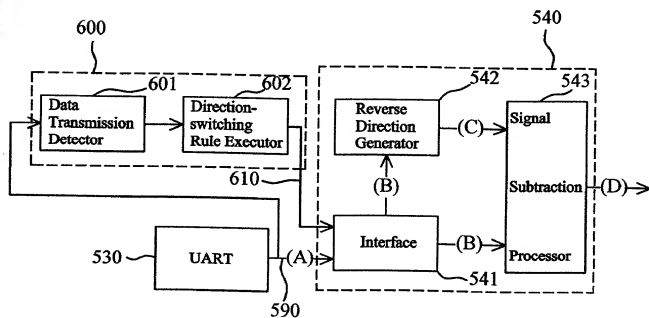 600
540
601
602
542
543
Data
Transmission
Detector
Direction-
switching
Rule Executor
Reverse
Direction
Generator
(C)
Signal
Subtraction
Processor
(D)
610
(B)
Interface
(B)
541
530
UART
(A)
590